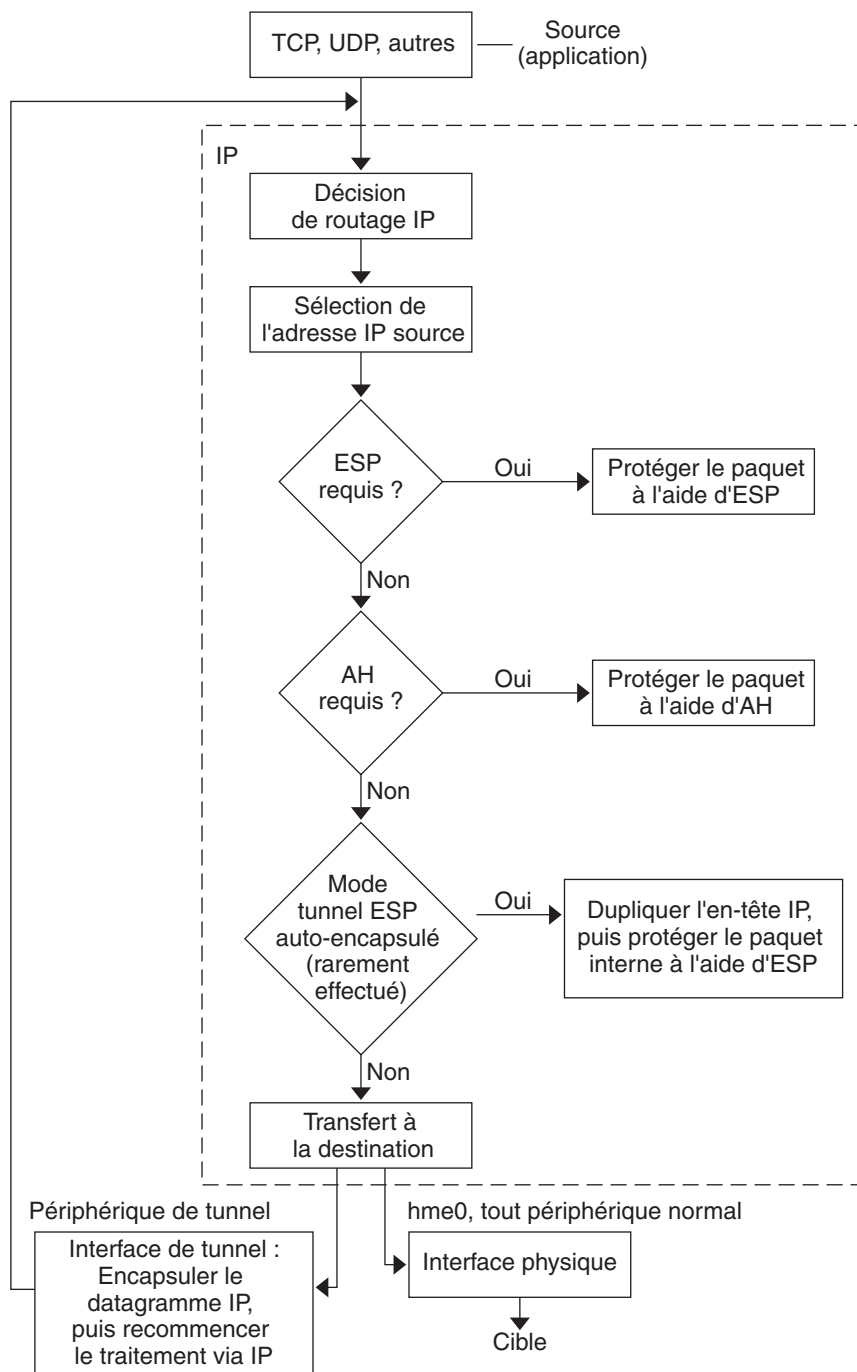 TCP, UDP, autres
Source
(application)
IP
Décision
de routage IP
Sélection de
l'adresse IP source
ESP
requis ?
Oui
Protéger le paquet
à l'aide d'ESP
Non
AH
requis ?
Oui
Protéger le paquet
à l'aide d'AH
Non
Mode
tunnel ESP
auto-encapsulé
(rarement
effectué)
Oui
Dupliquer l'en-tête IP,
puis protéger le paquet
interne à l'aide d'ESP
Non
Transfert à
la destination
Périphérique de tunnel
Interface de tunnel :
Encapsuler le
datagramme IP,
puis recommencer
le traitement via IP
hme0, tout périphérique normal
Interface physique
Cible